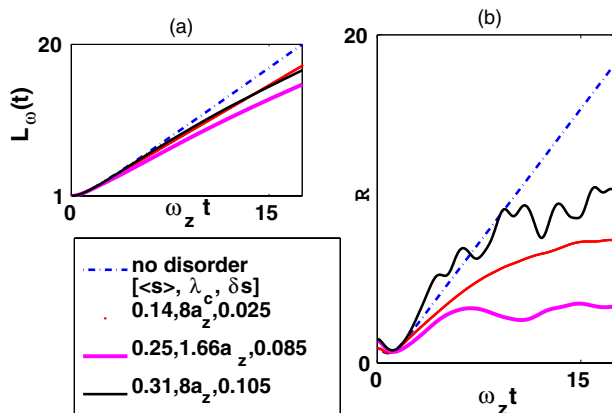 (a)
20
L_ω(t)
1
0
ω_z t
15
no disorder
[<s>, λ_c, δs]
0.14,8a_z,0.025
0.25,1.66a_z,0.085
0.31,8a_z,0.105
(b)
20
R
0
0
ω_z t
15